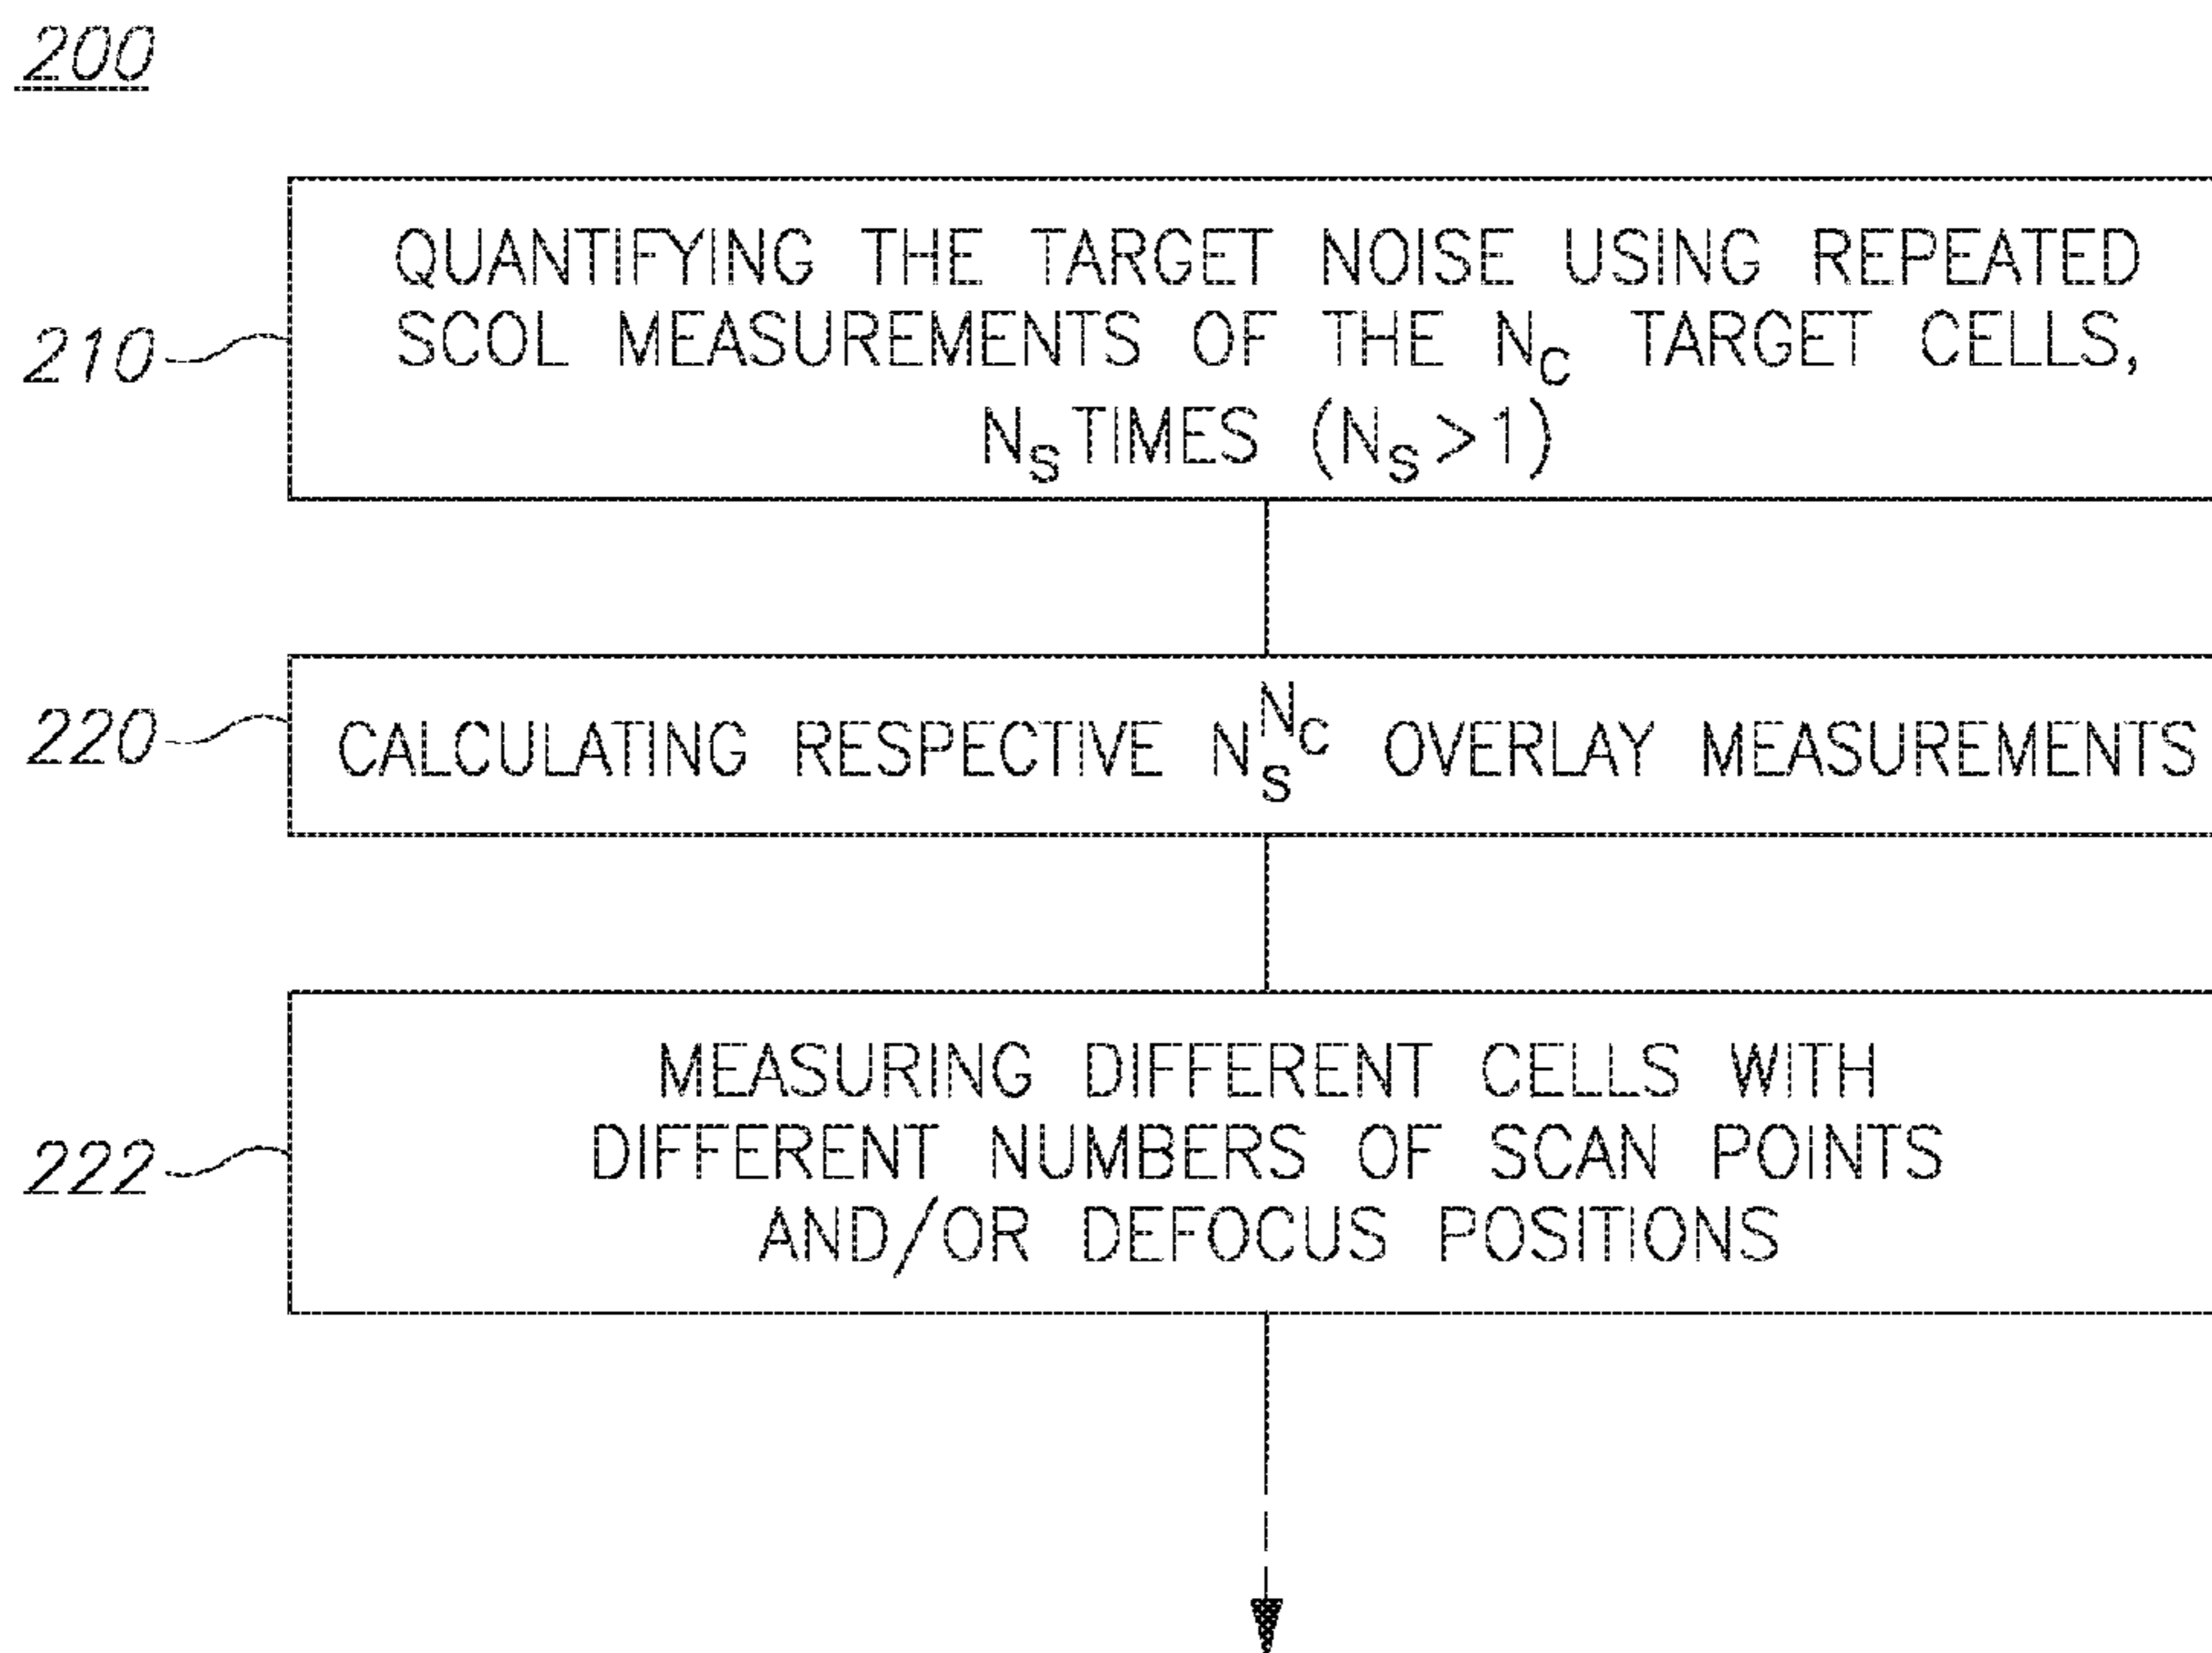 200
210
QUANTIFYING THE TARGET NOISE USING REPEATED
SCOL MEASUREMENTS OF THE N_C TARGET CELLS,
N_S TIMES (N_S>1)
220
CALCULATING RESPECTIVE N_S^N_C OVERLAY MEASUREMENTS
222
MEASURING DIFFERENT CELLS WITH
DIFFERENT NUMBERS OF SCAN POINTS
AND/OR DEFOCUS POSITIONS